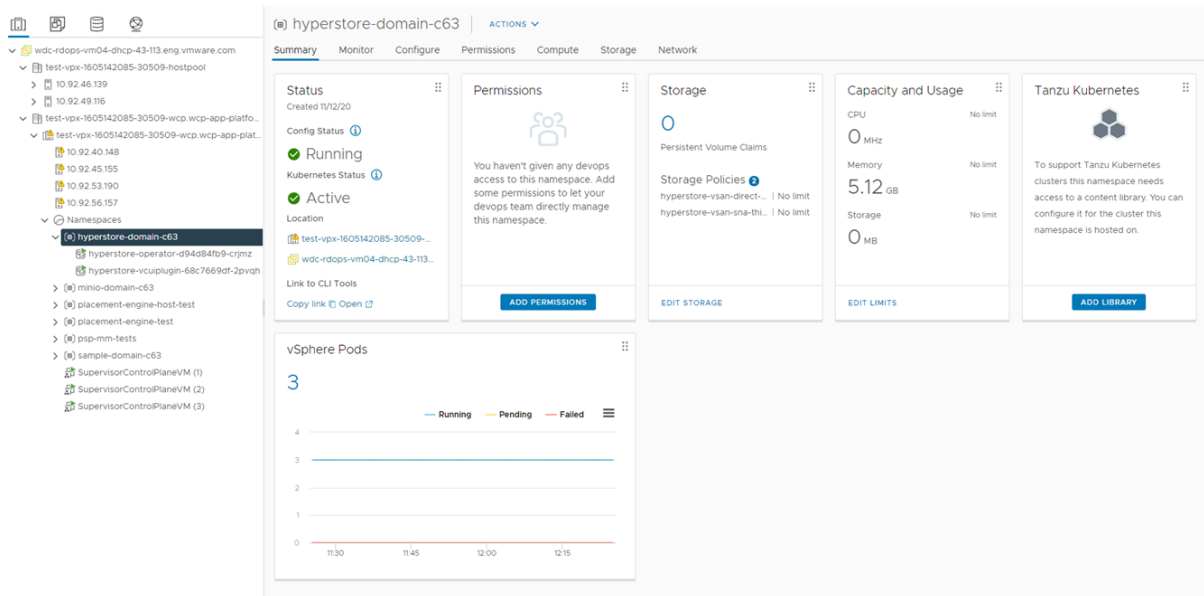 hyperstore-domain-c63 ACTIONS
Summary Monitor Configure Permissions Compute Storage Network
wdc-rdops-vm04-dhcp-43-113.eng.vmware.com
test-vpx-1605142085-30509-hostpool
10.92.46.139
10.92.49.116
test-vpx-1605142085-30509-wcp.wcp-app-platfo...
test-vpx-1605142085-30509-wcp.wcp-app-plat...
10.92.40.148
10.92.45.155
10.92.53.190
10.92.56.157
Namespaces
hyperstore-domain-c63
hyperstore-operator-d94d84fb9-crjmz
hyperstore-vcuiplugin-68c7669df-2pvqh
minio-domain-c63
placement-engine-host-test
placement-engine-test
psp-mm-tests
sample-domain-c63
SupervisorControlPlaneVM (1)
SupervisorControlPlaneVM (2)
SupervisorControlPlaneVM (3)
Status
Created 11/12/20
Config Status
Running
Kubernetes Status
Active
Location
test-vpx-1605142085-30509-...
wdc-rdops-vm04-dhcp-43-113...
Link to CLI Tools
Copy link Open
Permissions
You haven't given any devops
access to this namespace. Add
some permissions to let your
devops team directly manage
this namespace.
ADD PERMISSIONS
Storage
0
Persistent Volume Claims
Storage Policies 2
hyperstore-vsan-direct-... | No limit
hyperstore-vsan-sna-thi... | No limit
EDIT STORAGE
Capacity and Usage
CPU No limit
0 MHz
Memory No limit
5.12 GB
Storage No limit
0 MB
EDIT LIMITS
Tanzu Kubernetes
To support Tanzu Kubernetes
clusters this namespace needs
access to a content library. You can
configure it for the cluster this
namespace is hosted on.
ADD LIBRARY
vSphere Pods
3
Running Pending Failed
4
3
2
1
0
11:30 11:45 12:00 12:15